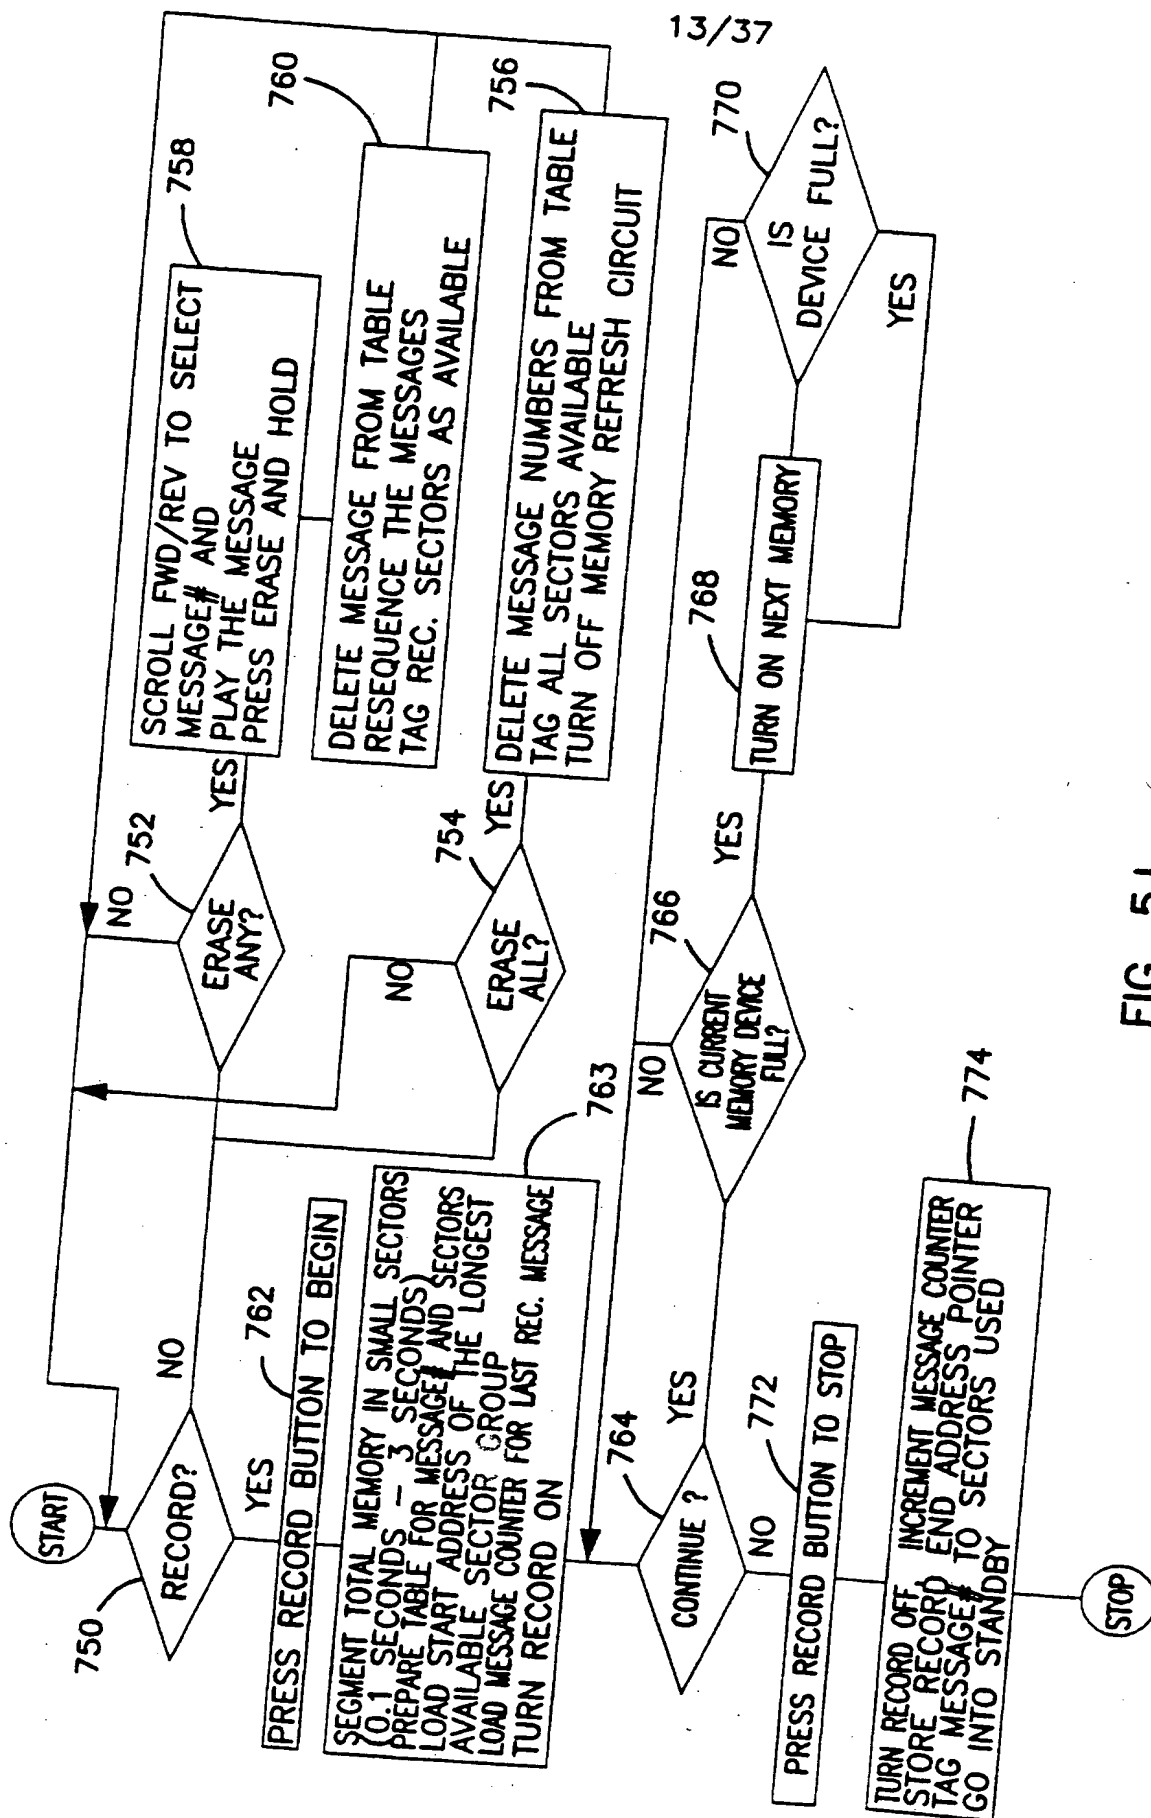 13/37
START
750
RECORD?
NO
YES
762
PRESS RECORD BUTTON TO BEGIN
SEGMENT TOTAL MEMORY IN SMALL SECTORS
(0.1 SECONDS – 3 SECONDS)
PREPARE TABLE FOR MESSAGE# AND SECTORS
LOAD START ADDRESS OF THE LONGEST
AVAILABLE SECTOR GROUP
LOAD MESSAGE COUNTER FOR LAST REC. MESSAGE
TURN RECORD ON
763
764
CONTINUE ?
YES
NO
772
PRESS RECORD BUTTON TO STOP
TURN RECORD OFF, INCREMENT MESSAGE COUNTER
STORE RECORD END ADDRESS POINTER
TAG MESSAGE# TO SECTORS USED
GO INTO STANDBY
774
STOP
NO
752
ERASE
ANY?
YES
SCROLL FWD/REV TO SELECT
MESSAGE# AND
PLAY THE MESSAGE
PRESS ERASE AND HOLD
758
DELETE MESSAGE FROM TABLE
RESEQUENCE THE MESSAGES
TAG REC. SECTORS AS AVAILABLE
760
NO
754
ERASE
ALL?
YES
DELETE MESSAGE NUMBERS FROM TABLE
TAG ALL SECTORS AVAILABLE
TURN OFF MEMORY REFRESH CIRCUIT
756
NO
766
IS CURRENT
MEMORY DEVICE
FULL?
YES
768
TURN ON NEXT MEMORY
NO
770
IS
DEVICE FULL?
YES